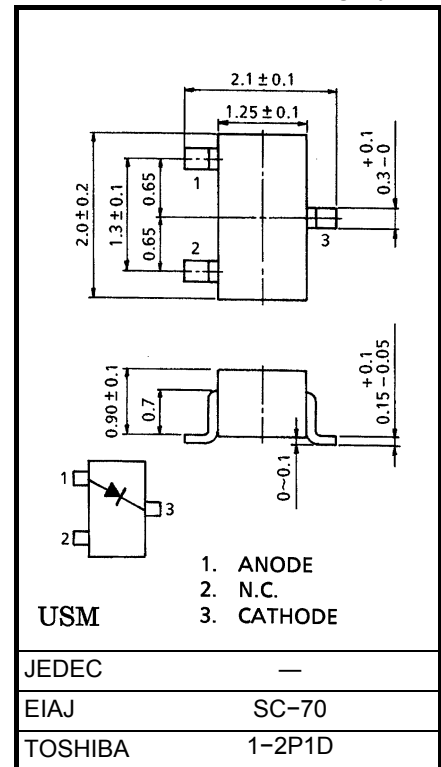 2.1 ± 0.1
1.25 ± 0.1
+ 0.1
0.3 – 0
2.0 ± 0.2
1.3 ± 0.1
0.65
0.65
1
2
3
0.90 ± 0.1
0.7
+ 0.1
0.15 – 0.05
0~0.1
1
2
3
1. ANODE
2. N.C.
3. CATHODE
USM
JEDEC —
EIAJ SC−70
TOSHIBA 1−2P1D